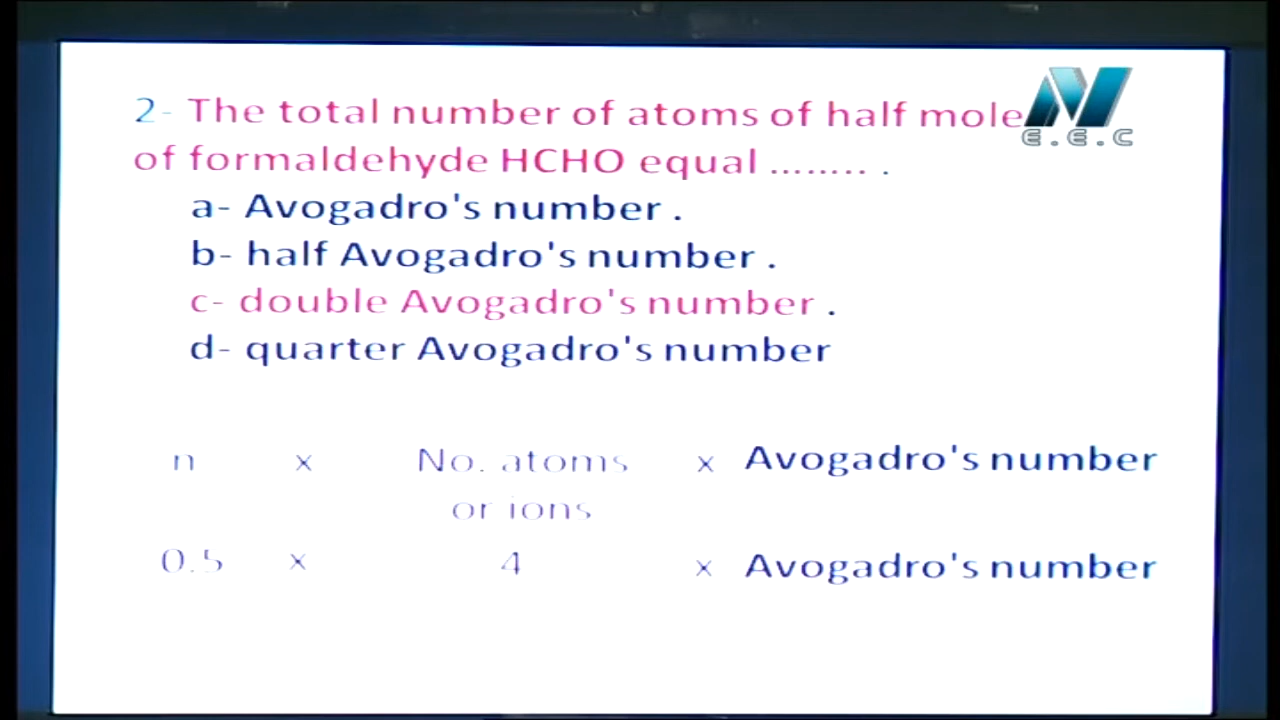 2- The total number of atoms of half mole
of formaldehyde HCHO equal ........ .
a- Avogadro's number .
b- half Avogadro's number .
c- double Avogadro's number .
d- quarter Avogadro's number
n x No. atoms x Avogadro's number
or ions
0.5 x 4 x Avogadro's number
E.E.C